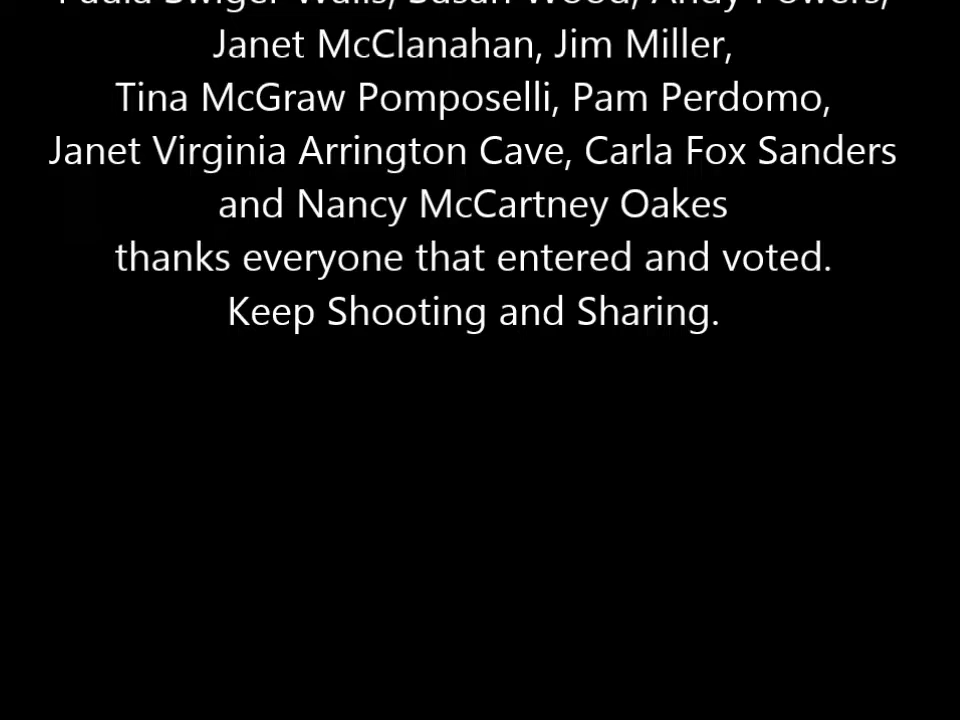 Paula Swiger Walls, Susan Wood, Andy Powers,
Janet McClanahan, Jim Miller,
Tina McGraw Pomposelli, Pam Perdomo,
Janet Virginia Arrington Cave, Carla Fox Sanders
and Nancy McCartney Oakes
thanks everyone that entered and voted.
Keep Shooting and Sharing.